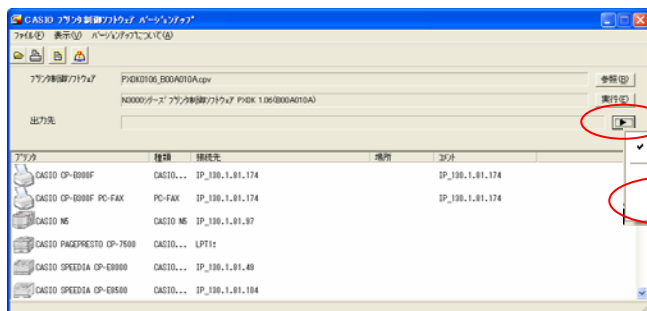 CASIO プリンタ制御ソフトウェア バージョンアップ
ファイル(F) 表示(V) バージョンアップについて(A)
プリンタ制御ソフトウェア PXDK0106_B00A010A.cpv 参照(B)
N3000シリーズ プリンタ制御ソフトウェア PXDK 1.06(B00A010A) 実行(E)
出力先
プリンタ 種類 接続先 場所 コメント
CASIO CP-E8000F CASIO... IP_130.1.81.174 IP_130.1.81.174
CASIO CP-E8000F PC-FAX PC-FAX IP_130.1.81.174 IP_130.1.81.174
CASIO N5 CASIO N5 IP_130.1.81.97
CASIO PAGEPRESTO CP-7500 CASIO... LPT1:
CASIO SPEEDIA CP-E8000 CASIO... IP_130.1.81.49
CASIO SPEEDIA CP-E8500 CASIO... IP_130.1.81.104